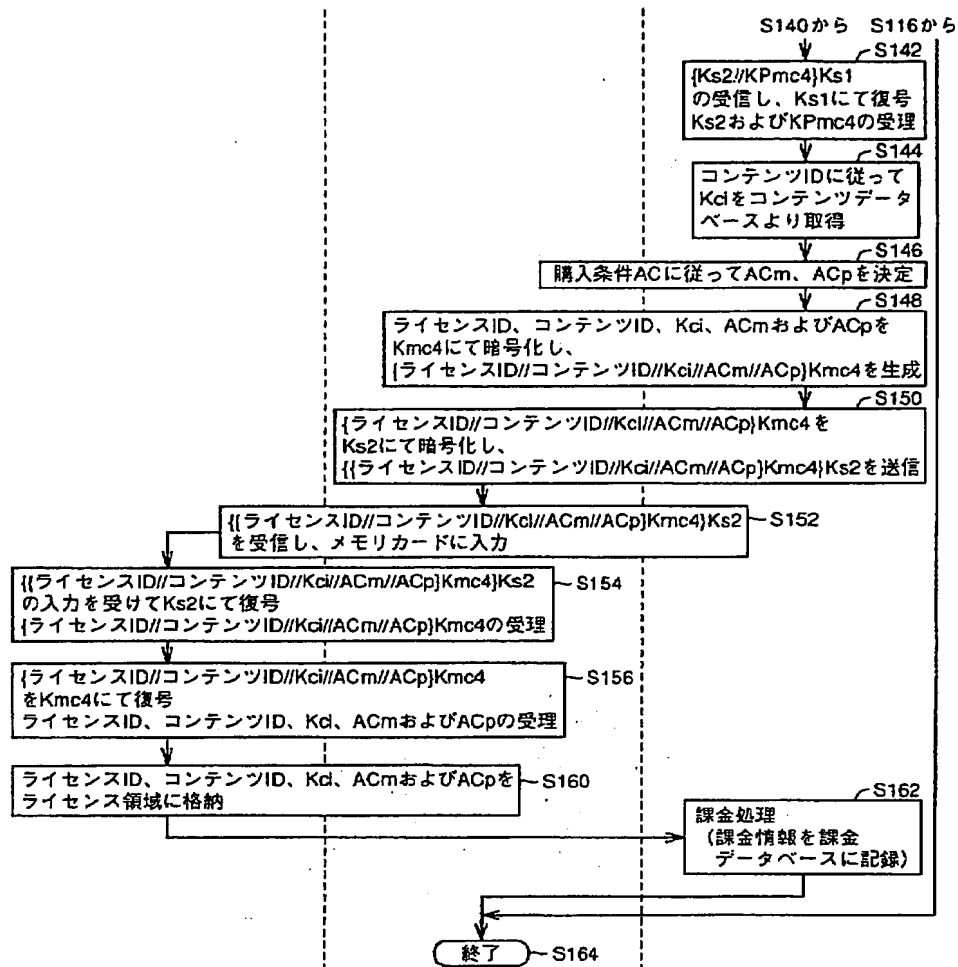 S140から S116から
S142
{Ks2//KPmc4}Ks1
の受信し、Ks1にて復号
Ks2およびKPmc4の受理
S144
コンテンツIDに従って
Kciをコンテンツデータ
ベースより取得
S146
購入条件ACに従ってACm、ACpを決定
S148
ライセンスID、コンテンツID、Kci、ACmおよびACpを
Kmc4にて暗号化し、
{ライセンスID//コンテンツID//Kci//ACm//ACp}Kmc4を生成
S150
{ライセンスID//コンテンツID//Kci//ACm//ACp}Kmc4を
Ks2にて暗号化し、
{{ライセンスID//コンテンツID//Kci//ACm//ACp}Kmc4}Ks2を送信
{{ライセンスID//コンテンツID//Kci//ACm//ACp}Kmc4}Ks2
を受信し、メモリカードに入力
S152
{{ライセンスID//コンテンツID//Kci//ACm//ACp}Kmc4}Ks2
の入力を受けてKs2にて復号
{ライセンスID//コンテンツID//Kci//ACm//ACp}Kmc4の受理
S154
{ライセンスID//コンテンツID//Kci//ACm//ACp}Kmc4
をKmc4にて復号
ライセンスID、コンテンツID、Kci、ACmおよびACpの受理
S156
ライセンスID、コンテンツID、Kci、ACmおよびACpを
ライセンス領域に格納
S160
S162
課金処理
(課金情報を課金
データベースに記録)
終了
S164